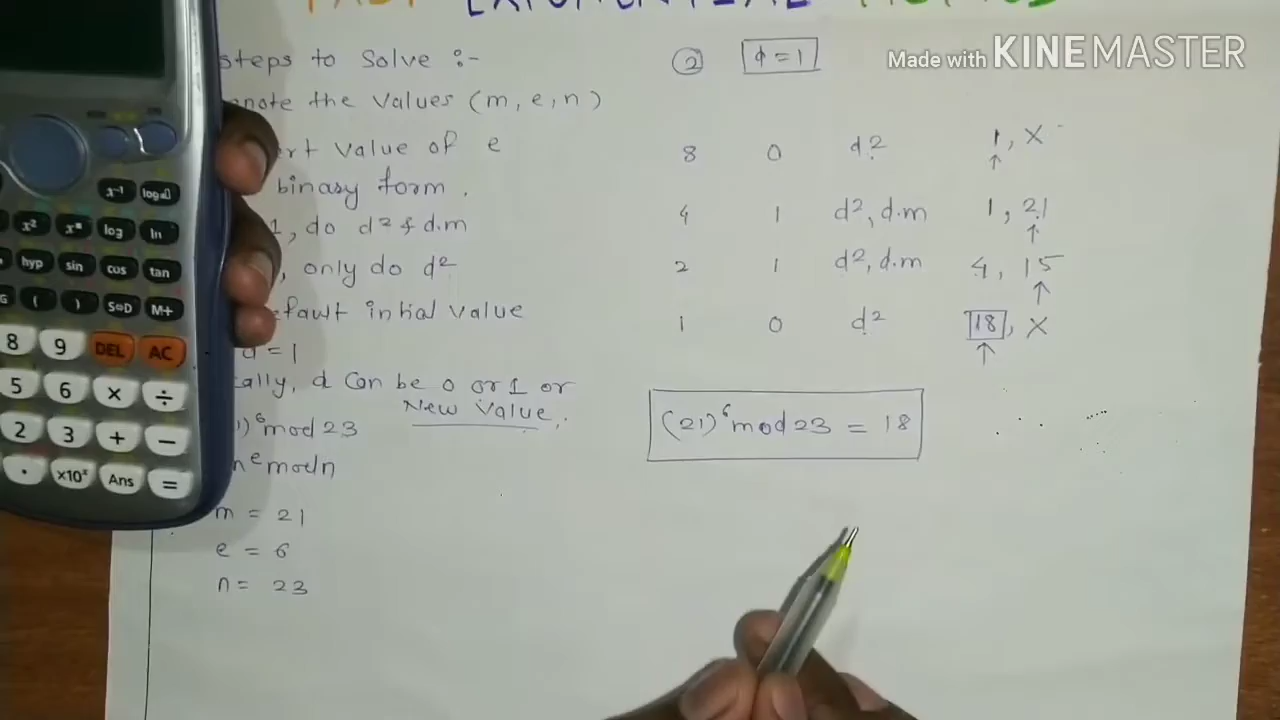 EXPONENTIAL METHOD
Made with KINEMASTER
steps to Solve :-
note the values (m, e, n)
value of e
binary form.
1, do d² & d.m
, only do d²
intial value
d = 1
d can be 0 or 1 or
New Value.
)⁶ mod 23
mᵉ mod n
m = 21
e = 6
n = 23
② d = 1
8 0 d² 1, X
4 1 d², d.m 1, 21
2 1 d², d.m 4, 15
1 0 d² 18, X
(21)⁶ mod 23 = 18
x⁻¹
x² log ln
hyp sin cos tan
( ) S⇔D M+
8 9 DEL AC
5 6 × ÷
2 3 + −
• ×10ˣ Ans =